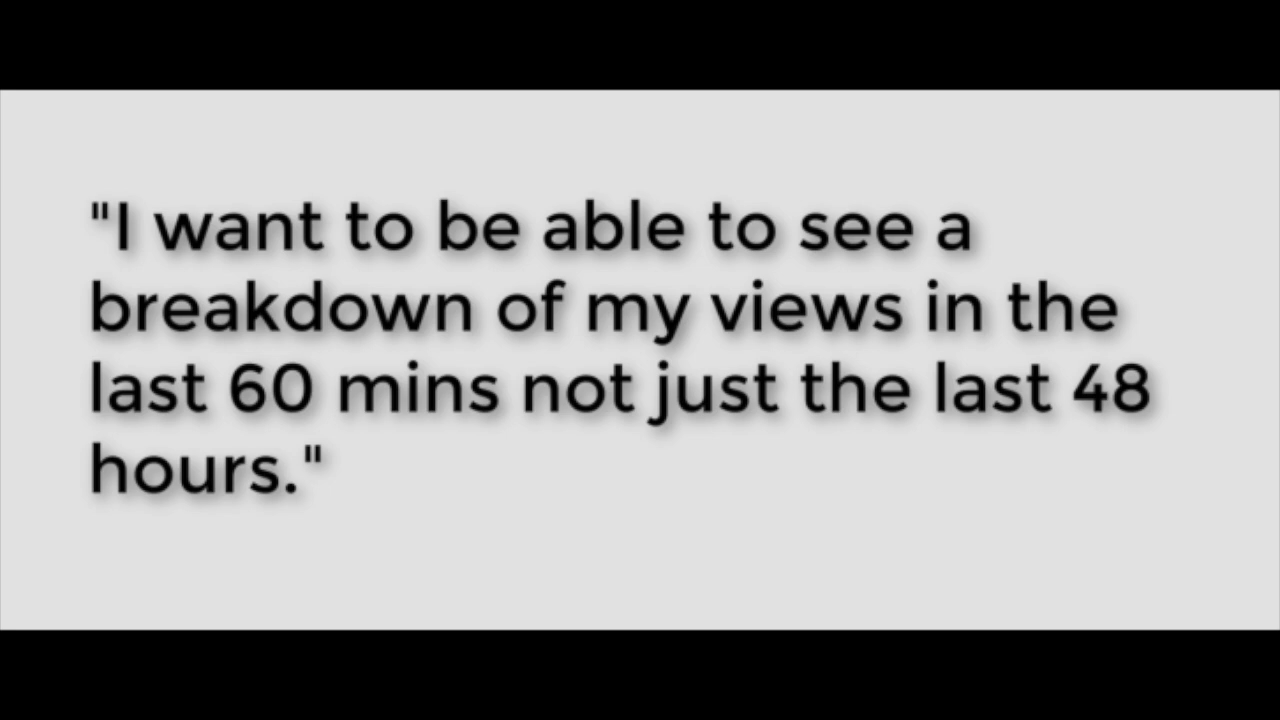 "I want to be able to see a
breakdown of my views in the
last 60 mins not just the last 48
hours."